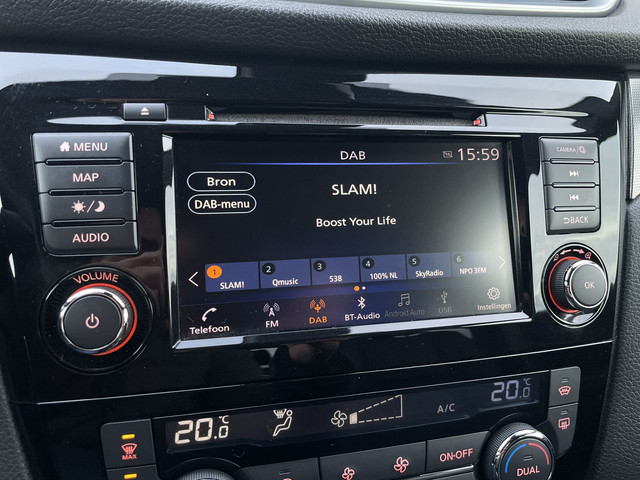 MENU
MAP
AUDIO
VOLUME
DAB
15:59
Bron
DAB-menu
SLAM!
Boost Your Life
1
SLAM!
2
Qmusic
3
538
4
100% NL
5
SkyRadio
6
NPO 3FM
Telefoon
FM
DAB
BT-Audio
Android Auto
USB
Instellingen
CAMERA/
BACK
OK
20.0°C
A/C
20.0°C
MAX
ON·OFF
DUAL